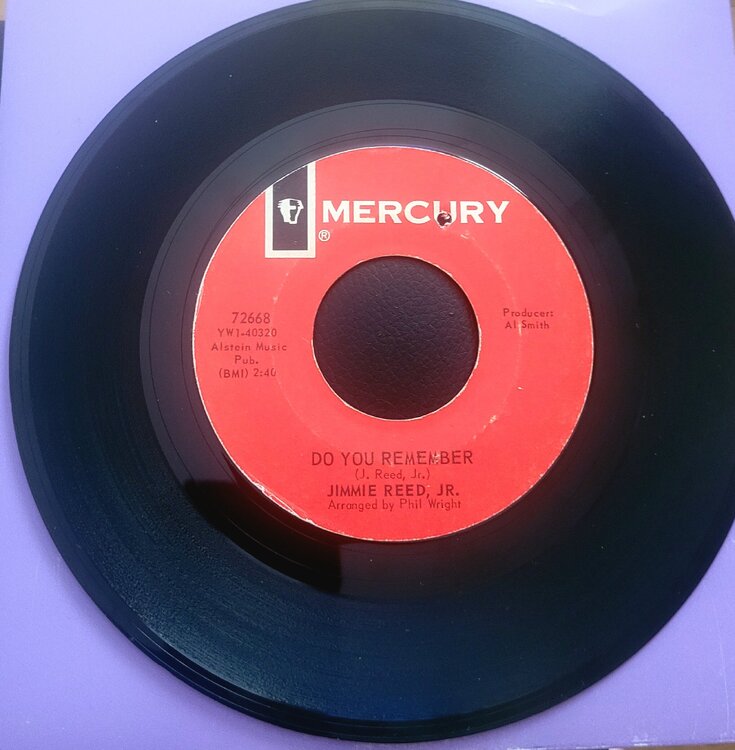 MERCURY
®
72668
YW1-40320
Alstein Music
Pub.
(BMI) 2:40
Producer:
Al Smith
DO YOU REMEMBER
(J. Reed, Jr.)
JIMMIE REED, JR.
Arranged by Phil Wright